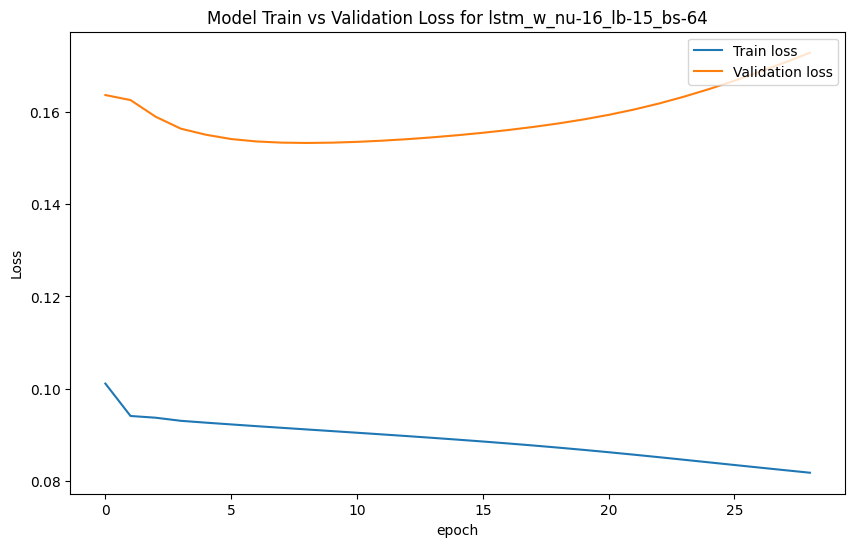 Model Train vs Validation Loss for lstm_w_nu-16_lb-15_bs-64
Train loss
Validation loss
0.16
0.14
0.12
0.10
0.08
Loss
0
5
10
15
20
25
epoch